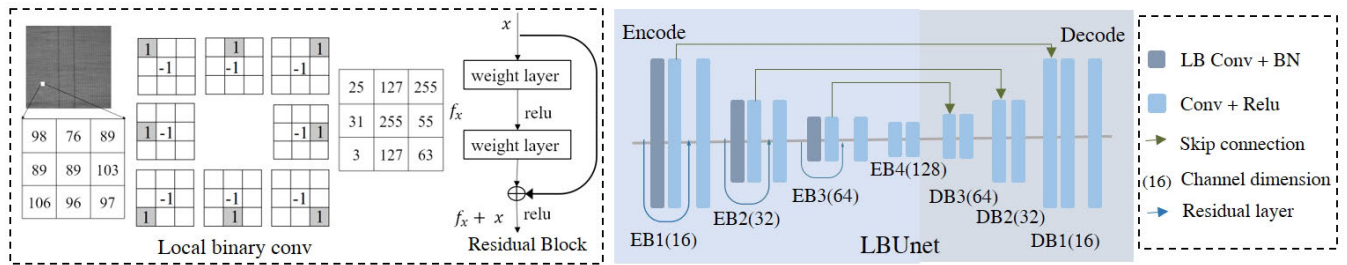 1 1 1
-1 -1 -1
98 76 89
89 89 103
106 96 97
1 -1 -1 1
-1 -1 -1
1 1 1
Local binary conv
25 127 255
31 255 55
3 127 63
x
weight layer
relu
fₓ
weight layer
relu
fₓ + x
Residual Block
Encode
Decode
EB1(16)
EB2(32)
EB3(64)
EB4(128)
DB3(64)
DB2(32)
DB1(16)
LBUnet
LB Conv + BN
Conv + Relu
Skip connection
(16) Channel dimension
Residual layer